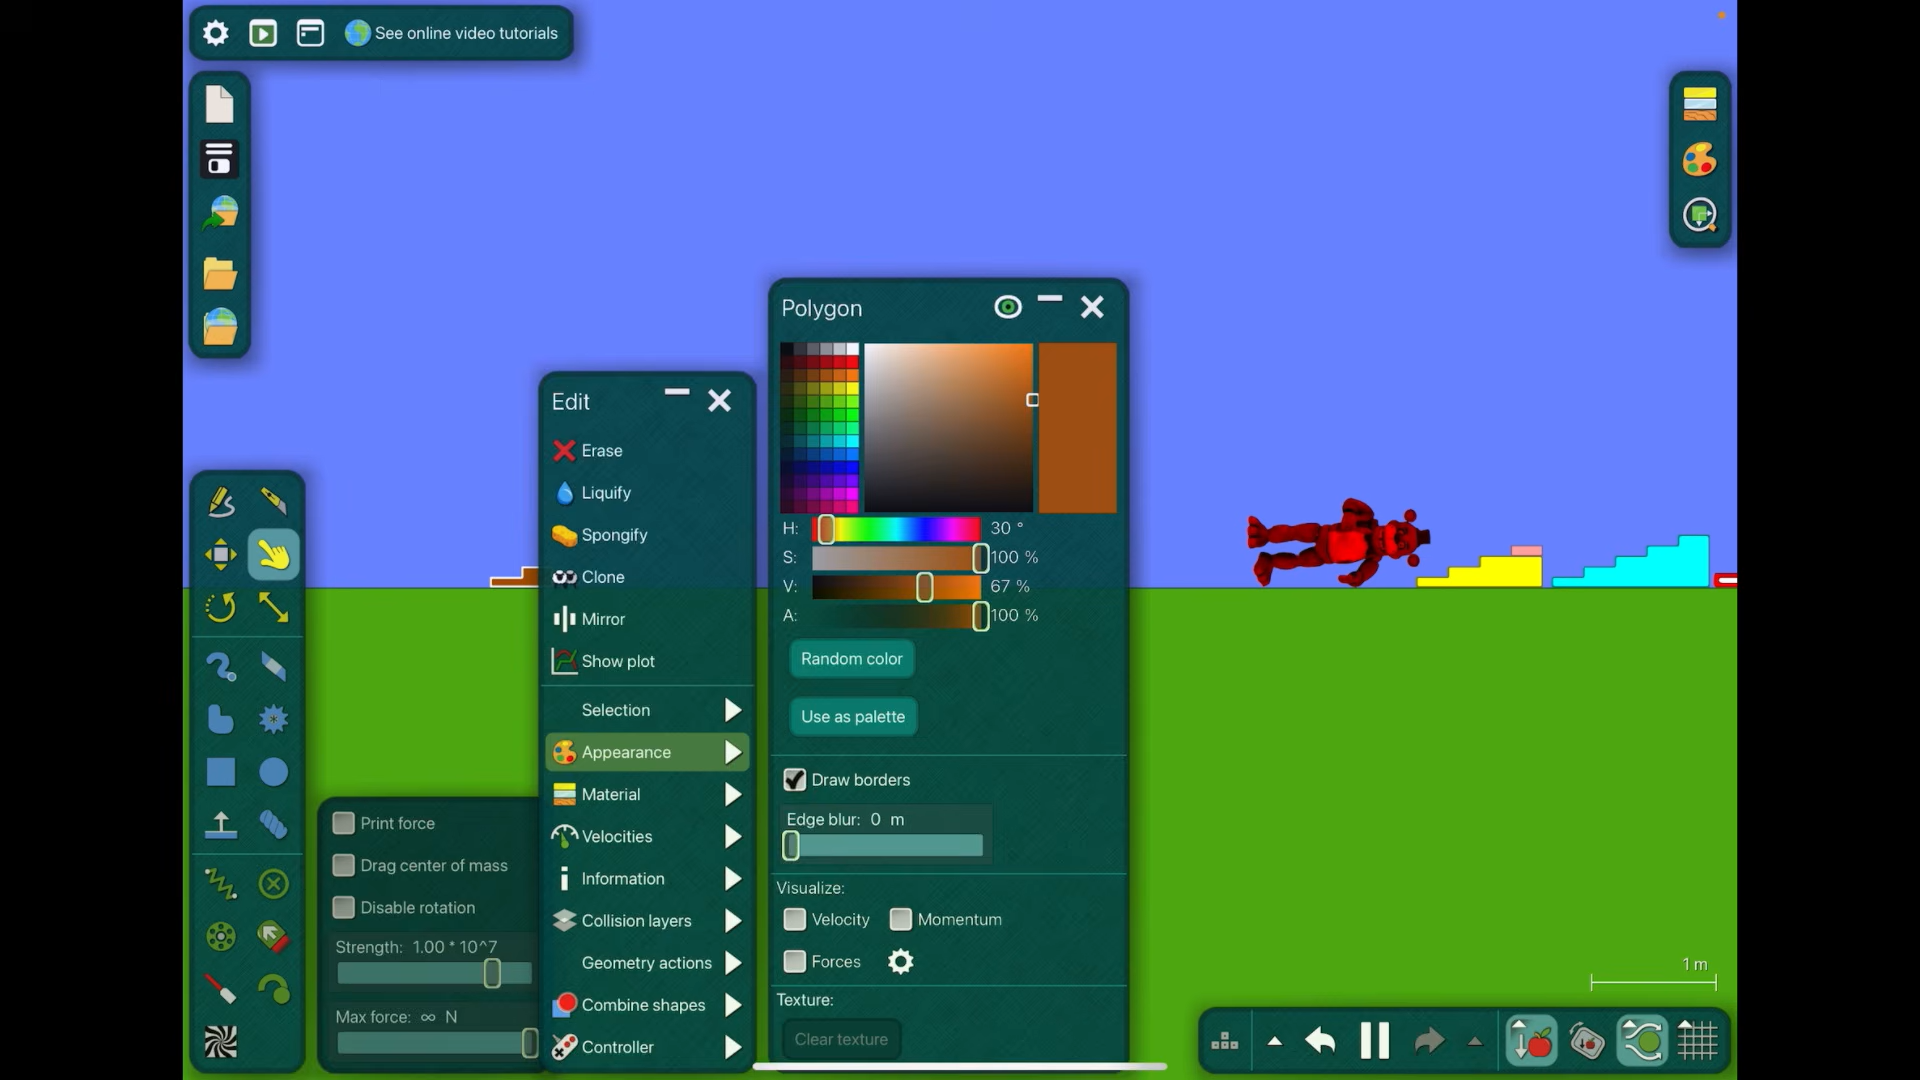 See online video tutorials
Polygon
Edit
Erase
Liquify
Spongify
Clone
Mirror
Show plot
Selection
Appearance
Material
Velocities
Information
Collision layers
Geometry actions
Combine shapes
Controller
H: 30 °
S: 100 %
V: 67 %
A: 100 %
Random color
Use as palette
Draw borders
Edge blur: 0 m
Visualize:
Velocity Momentum
Forces
Texture:
Clear texture
Print force
Drag center of mass
Disable rotation
Strength: 1.00 * 10^7
Max force: ∞ N
1 m